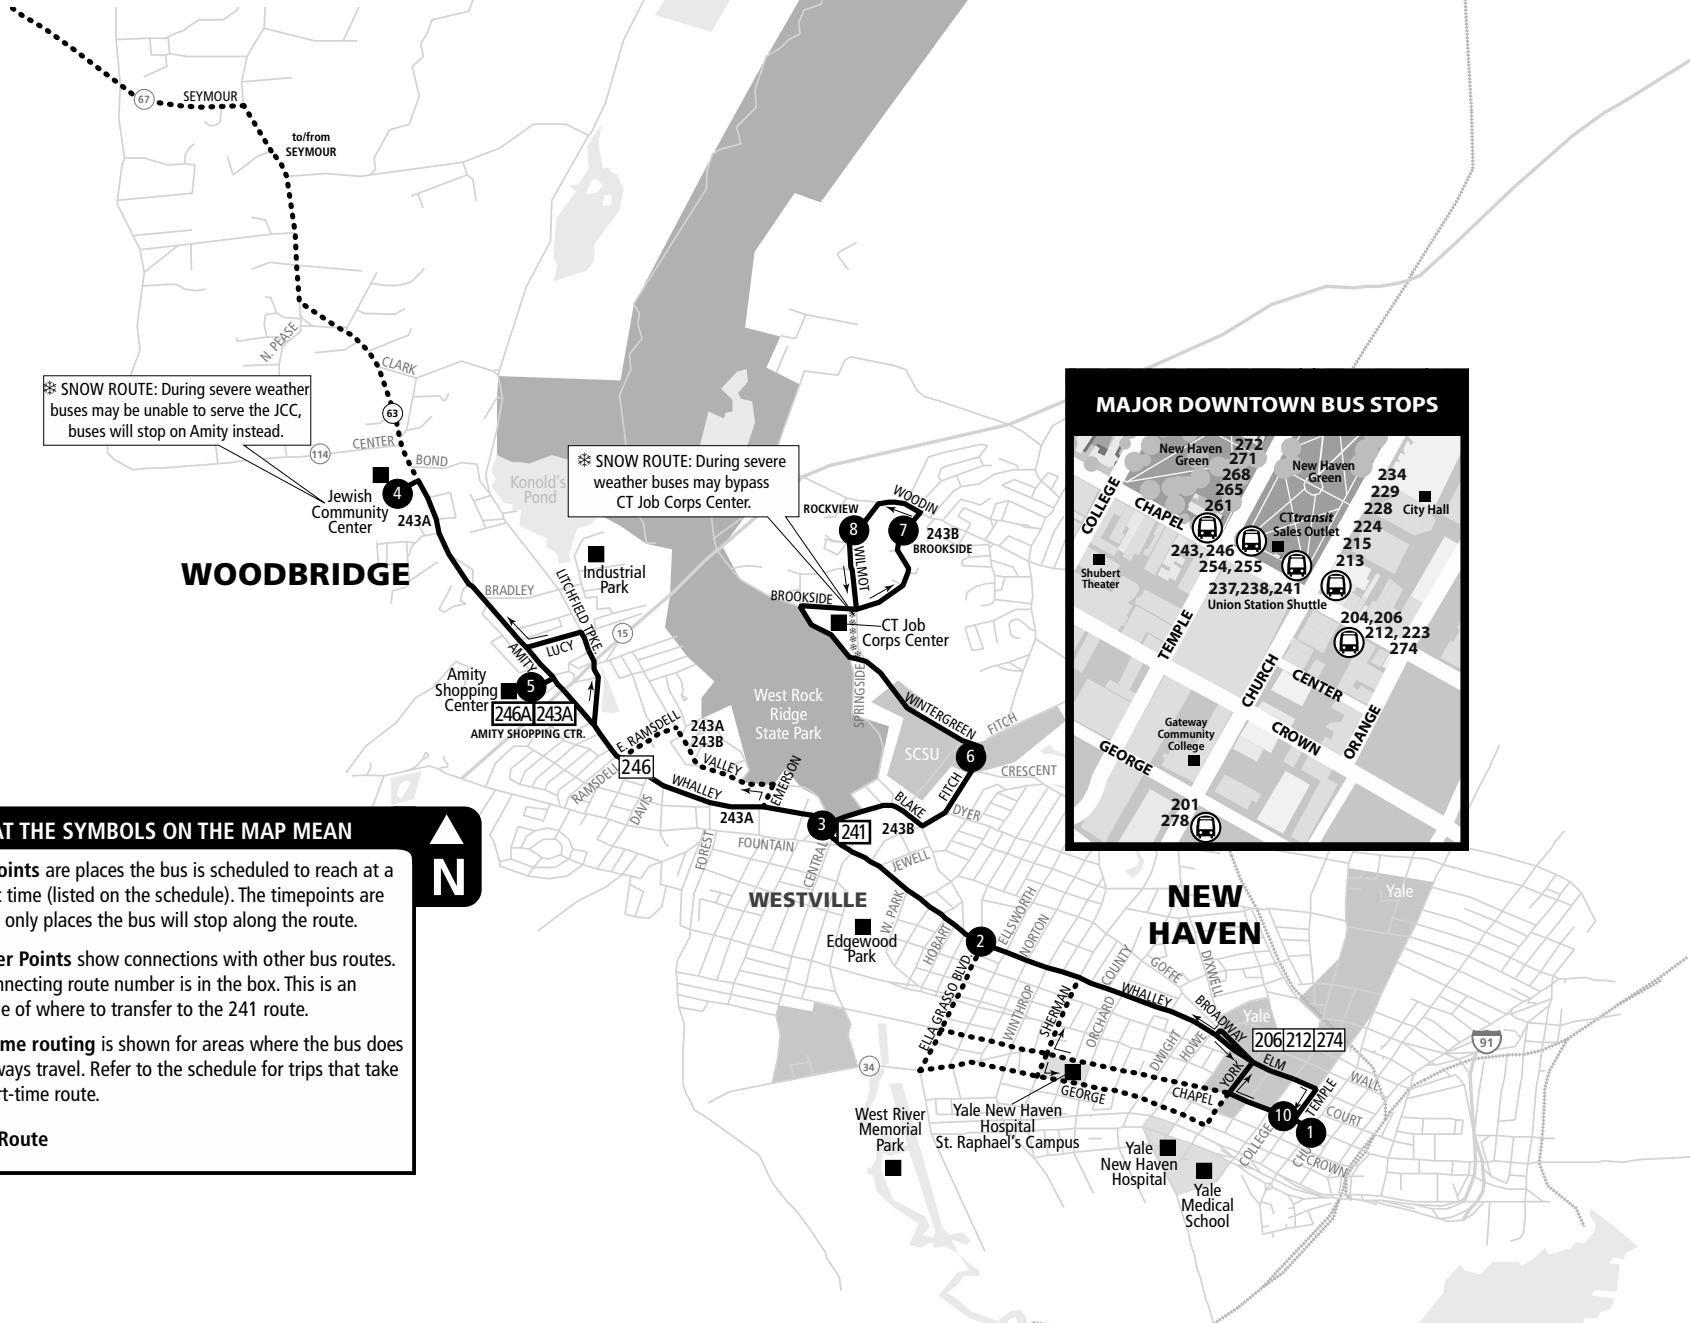 67
SEYMOUR
to/from
SEYMOUR
N. PEASE
CLARK
❄ SNOW ROUTE: During severe weather
buses may be unable to serve the JCC,
buses will stop on Amity instead.
63
CENTER
114
BOND
Jewish
Community
Center
4
243A
WOODBRIDGE
Konold's
Pond
❄ SNOW ROUTE: During severe
weather buses may bypass
CT Job Corps Center.
ROCKVIEW
WOODIN
8
7
243B
BROOKSIDE
WILMOT
BROOKSIDE
CT Job
Corps Center
Industrial
Park
BRADLEY
LITCHFIELD TPKE.
15
LUCY
AMITY
Amity
Shopping
Center
5
246A
243A
AMITY SHOPPING CTR.
West Rock
Ridge
State Park
SPRINGSIDE
WINTERGREEN
FITCH
SCSU
6
CRESCENT
E. RAMSDELL
243A
243B
VALLEY
246
RAMSDELL
WHALLEY
EMERSON
DAVIS
243A
FITCH
BLAKE
DYER
3
241
243B
FOREST
FOUNTAIN
CENTRAL
JEWELL
WESTVILLE
W. PARK
Edgewood
Park
HOBART
2
ELLSWORTH
NORTON
NEW
HAVEN
Yale
COUNTY
GOFFE
DIXWELL
ELLA GRASSO BLVD.
WINTHROP
SHERMAN
ORCHARD
WHALLEY
BROADWAY
Yale
206
212
274
91
DWIGHT
HOWE
ELM
34
YORK
WALL
GEORGE
CHAPEL
TEMPLE
10
1
COURT
COLLEGE
CROWN
West River
Memorial
Park
Yale New Haven
Hospital
St. Raphael's Campus
Yale
New Haven
Hospital
Yale
Medical
School
MAJOR DOWNTOWN BUS STOPS
New Haven
Green
272
271
268
265
261
New Haven
Green
234
229
228
224
215
213
City Hall
COLLEGE
CHAPEL
CTtransit
Sales Outlet
243, 246
254, 255
Shubert
Theater
237,238,241
Union Station Shuttle
204,206
212, 223
274
TEMPLE
CHURCH
CENTER
Gateway
Community
College
CROWN
ORANGE
GEORGE
201
278
AT THE SYMBOLS ON THE MAP MEAN
N
oints are places the bus is scheduled to reach at a
t time (listed on the schedule). The timepoints are
only places the bus will stop along the route.
er Points show connections with other bus routes.
nnecting route number is in the box. This is an
e of where to transfer to the 241 route.
me routing is shown for areas where the bus does
ways travel. Refer to the schedule for trips that take
rt-time route.
Route